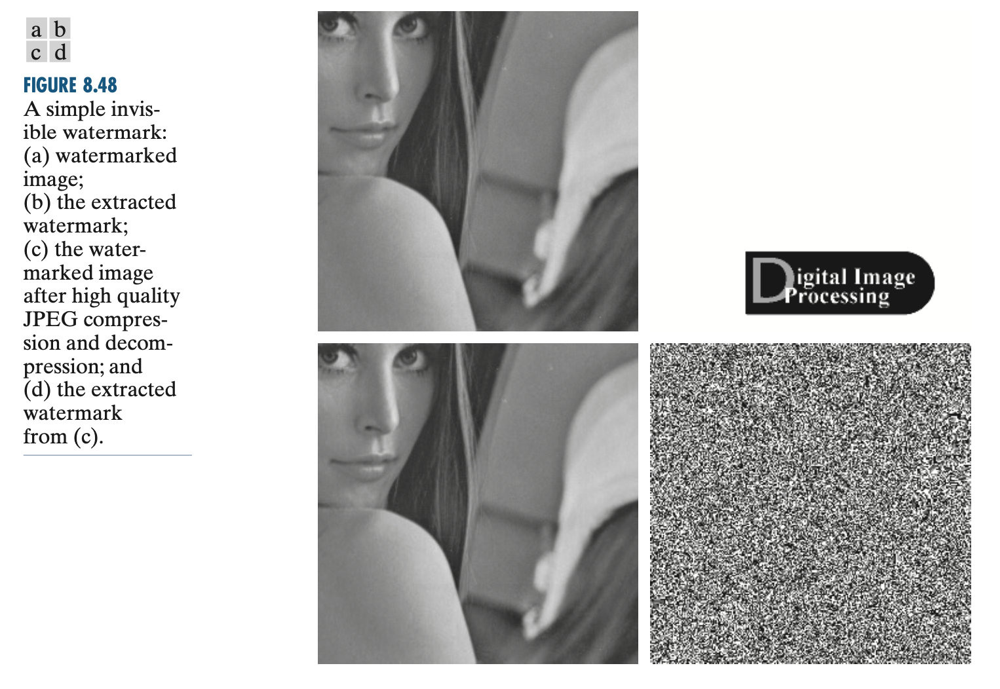 a b
c d
FIGURE 8.48
A simple invis-
ible watermark:
(a) watermarked
image;
(b) the extracted
watermark;
(c) the water-
marked image
after high quality
JPEG compres-
sion and decom-
pression; and
(d) the extracted
watermark
from (c).
Digital Image
Processing